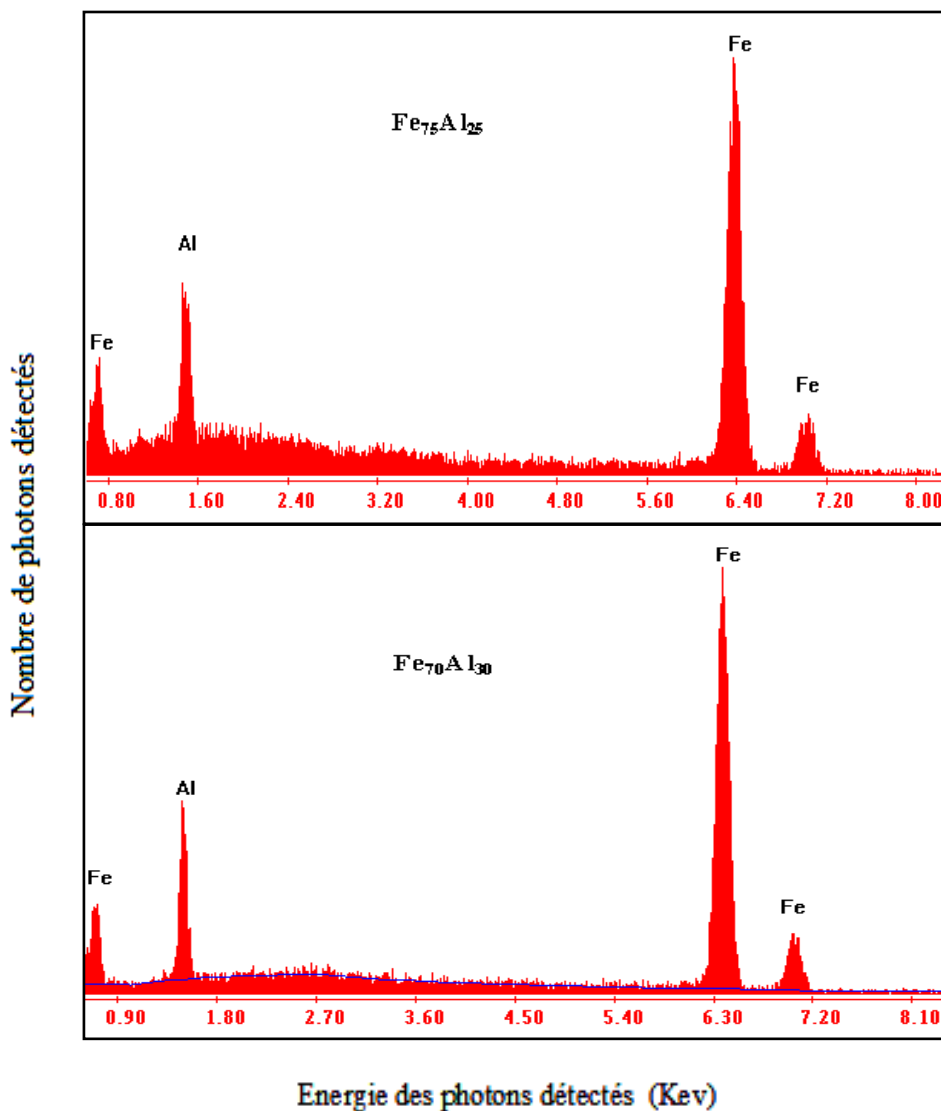 Fe
Fe₇₅Al₂₅
Al
Fe
Fe
0.80 1.60 2.40 3.20 4.00 4.80 5.60 6.40 7.20 8.00
Fe
Fe₇₀Al₃₀
Al
Fe
Fe
0.90 1.80 2.70 3.60 4.50 5.40 6.30 7.20 8.10
Nombre de photons détectés
Energie des photons détectés (Kev)